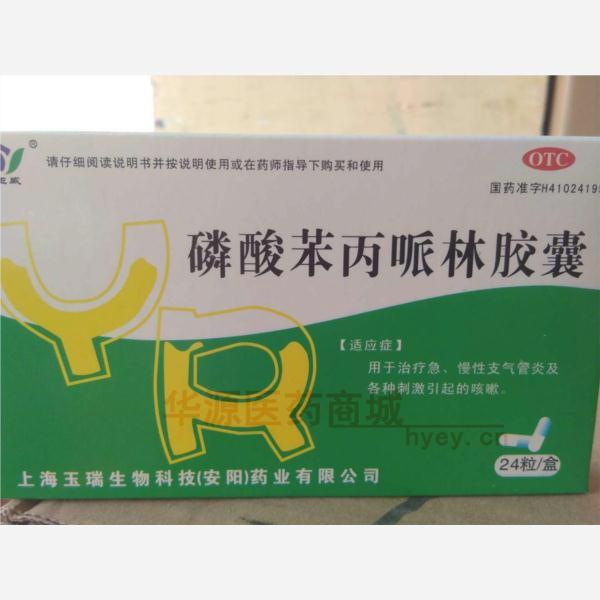 ®
请仔细阅读说明书并按说明使用或在药师指导下购买和使用
OTC
国药准字H4102419
磷酸苯丙哌林胶囊
YR
【适应症】
用于治疗急、慢性支气管炎及
各种刺激引起的咳嗽。
华源医药商城
hyey.cn
24粒/盒
上海玉瑞生物科技(安阳)药业有限公司